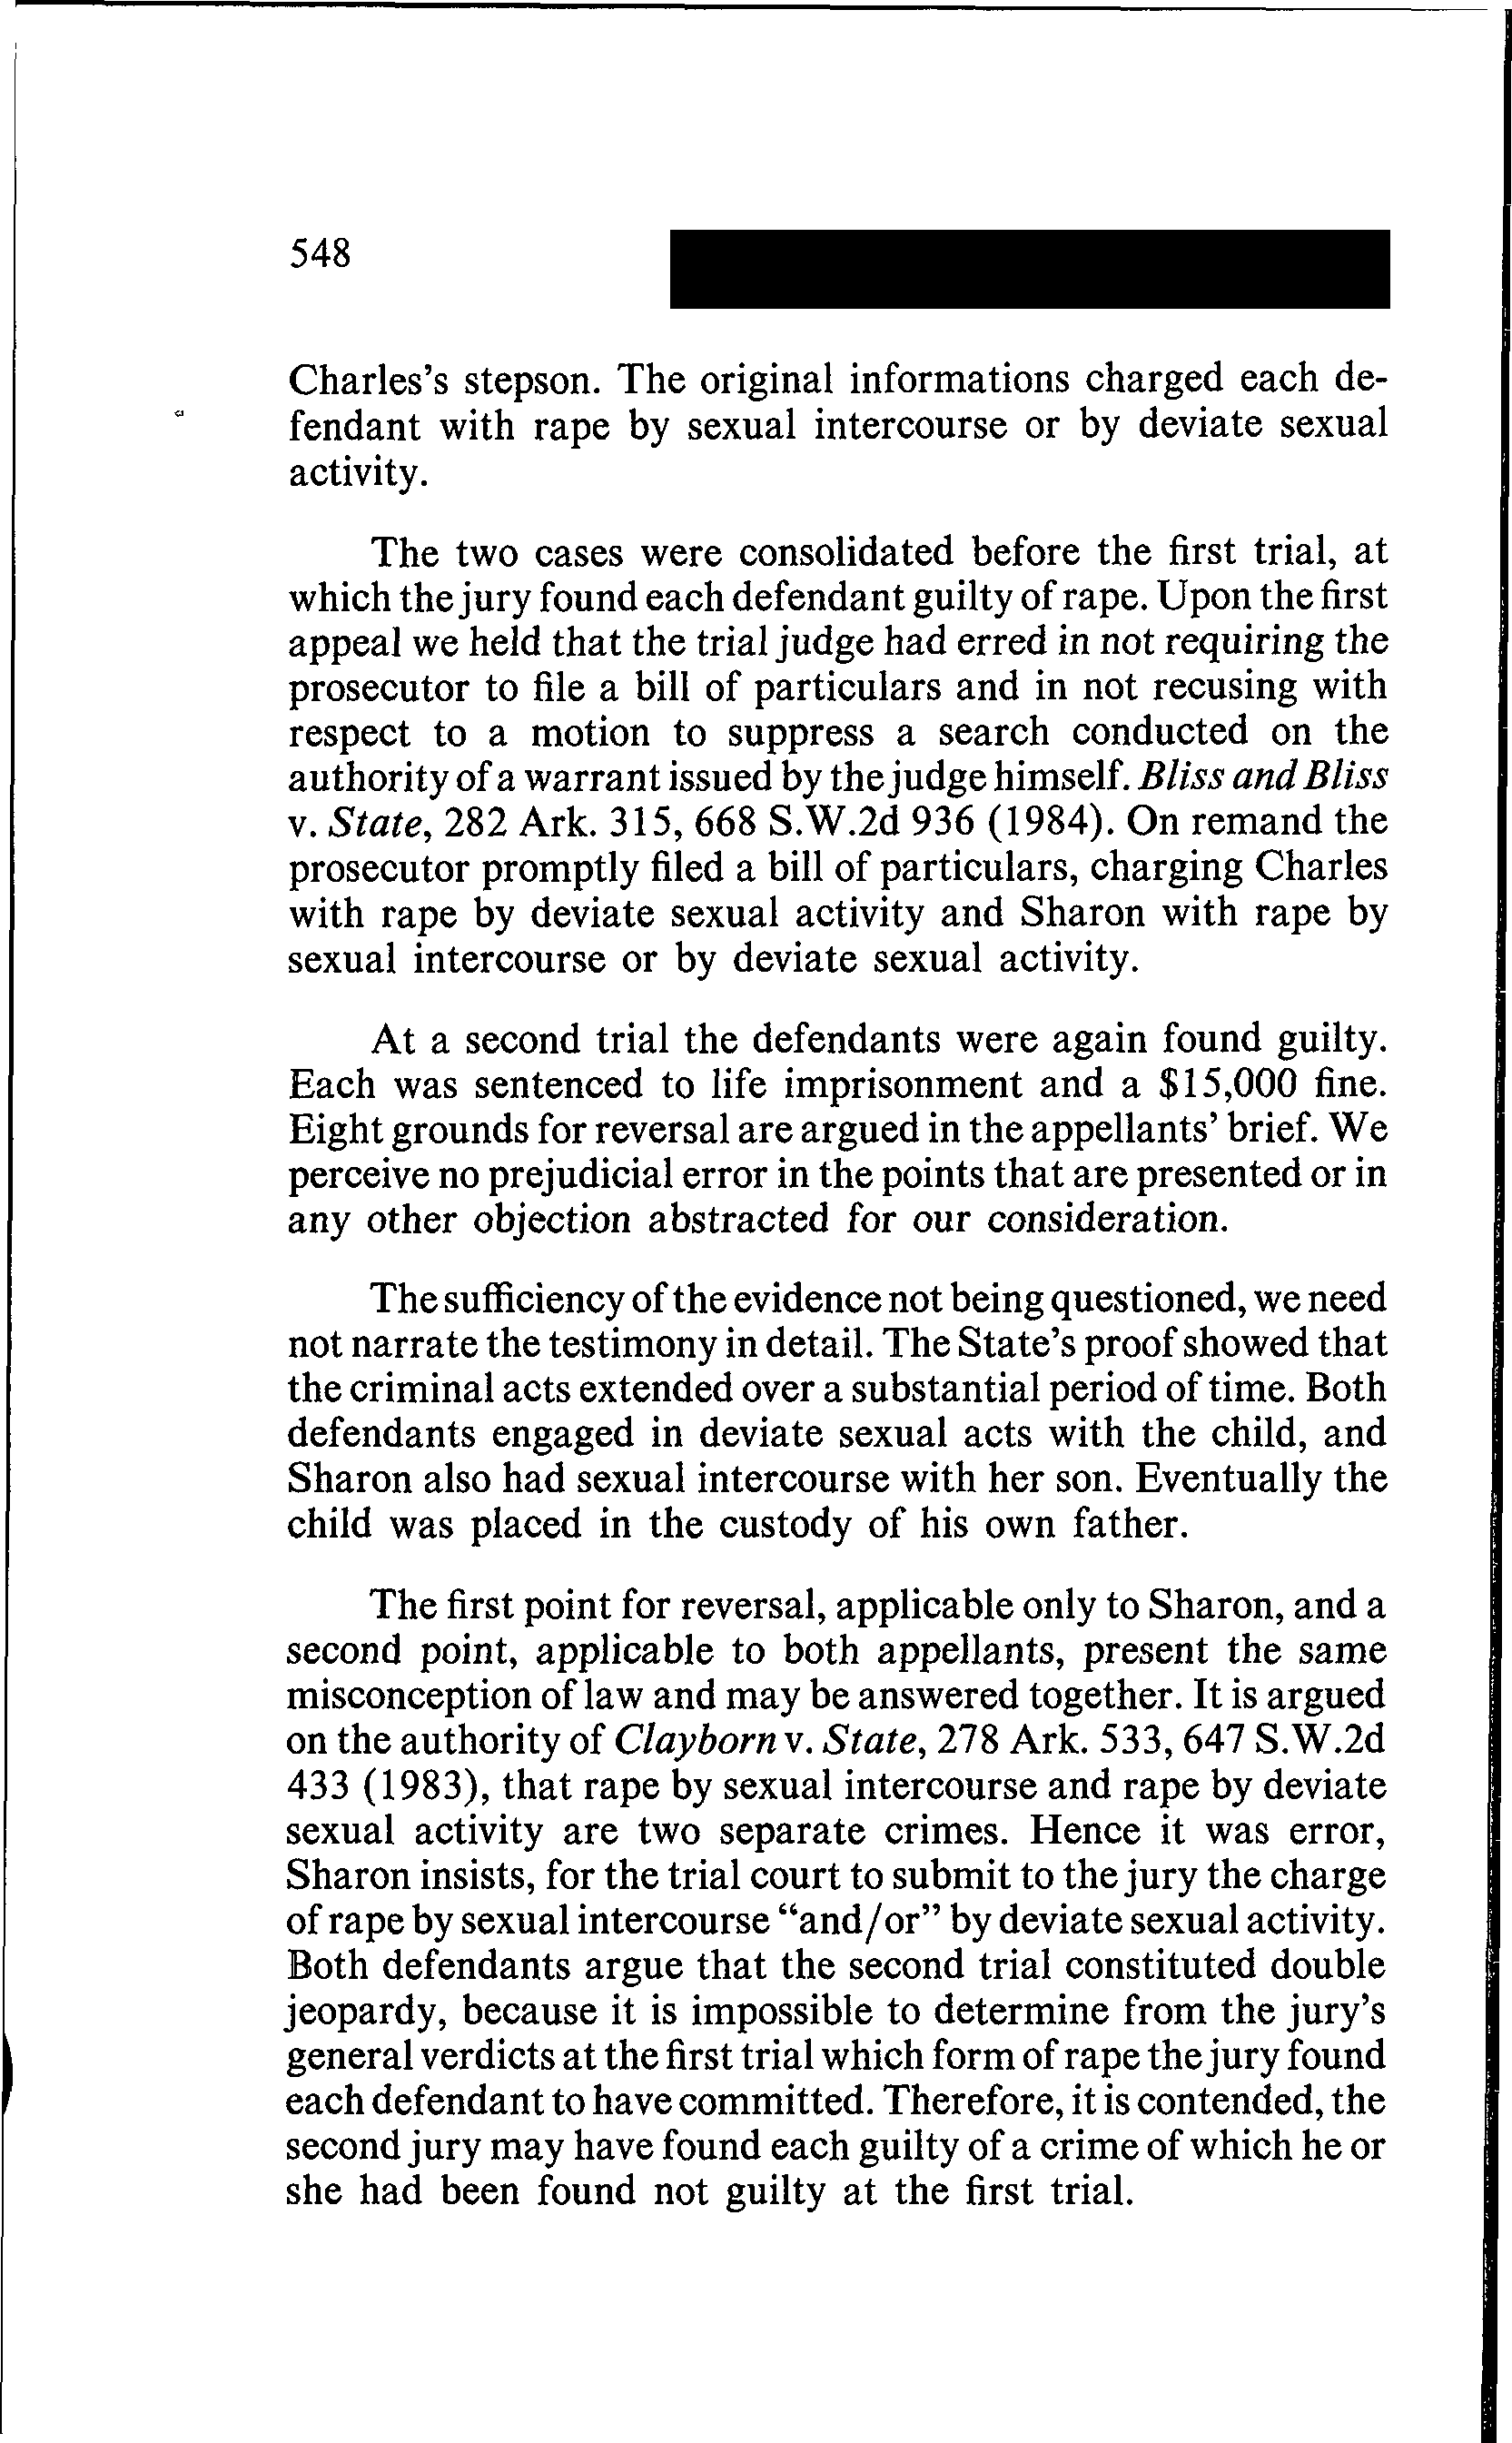 548
Charles's stepson. The original informations charged each de-
fendant with rape by sexual intercourse or by deviate sexual
activity.
The two cases were consolidated before the first trial, at
which the jury found each defendant guilty of rape. Upon the first
appeal we held that the trial judge had erred in not requiring the
prosecutor to file a bill of particulars and in not recusing with
respect to a motion to suppress a search conducted on the
authority of a warrant issued by the judge himself. Bliss and Bliss
v. State, 282 Ark. 315, 668 S.W.2d 936 (1984). On remand the
prosecutor promptly filed a bill of particulars, charging Charles
with rape by deviate sexual activity and Sharon with rape by
sexual intercourse or by deviate sexual activity.
At a second trial the defendants were again found guilty.
Each was sentenced to life imprisonment and a $15,000 fine.
Eight grounds for reversal are argued in the appellants' brief. We
perceive no prejudicial error in the points that are presented or in
any other objection abstracted for our consideration.
The sufficiency of the evidence not being questioned, we need
not narrate the testimony in detail. The State's proof showed that
the criminal acts extended over a substantial period of time. Both
defendants engaged in deviate sexual acts with the child, and
Sharon also had sexual intercourse with her son. Eventually the
child was placed in the custody of his own father.
The first point for reversal, applicable only to Sharon, and a
second point, applicable to both appellants, present the same
misconception of law and may be answered together. It is argued
on the authority of Clayborn v. State, 278 Ark. 533, 647 S.W.2d
433 (1983), that rape by sexual intercourse and rape by deviate
sexual activity are two separate crimes. Hence it was error,
Sharon insists, for the trial court to submit to the jury the charge
of rape by sexual intercourse "and/or" by deviate sexual activity.
Both defendants argue that the second trial constituted double
jeopardy, because it is impossible to determine from the jury's
general verdicts at the first trial which form of rape the jury found
each defendant to have committed. Therefore, it is contended, the
second jury may have found each guilty of a crime of which he or
she had been found not guilty at the first trial.